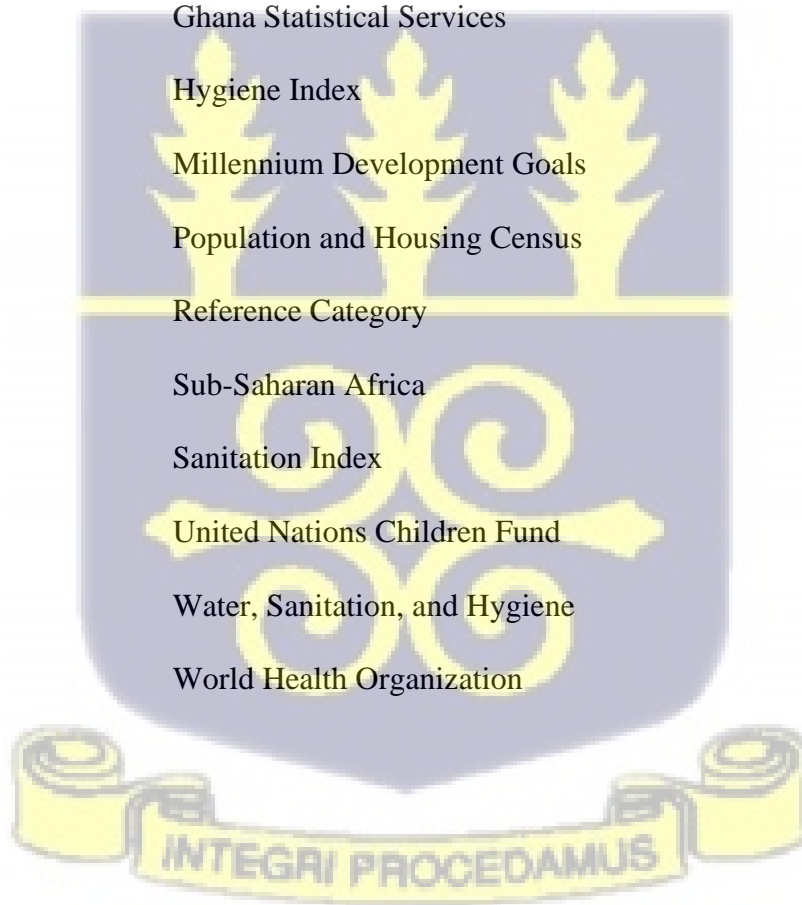 Ghana Statistical Services
Hygiene Index
Millennium Development Goals
Population and Housing Census
Reference Category
Sub-Saharan Africa
Sanitation Index
United Nations Children Fund
Water, Sanitation, and Hygiene
World Health Organization
INTEGRI PROCEDAMUS